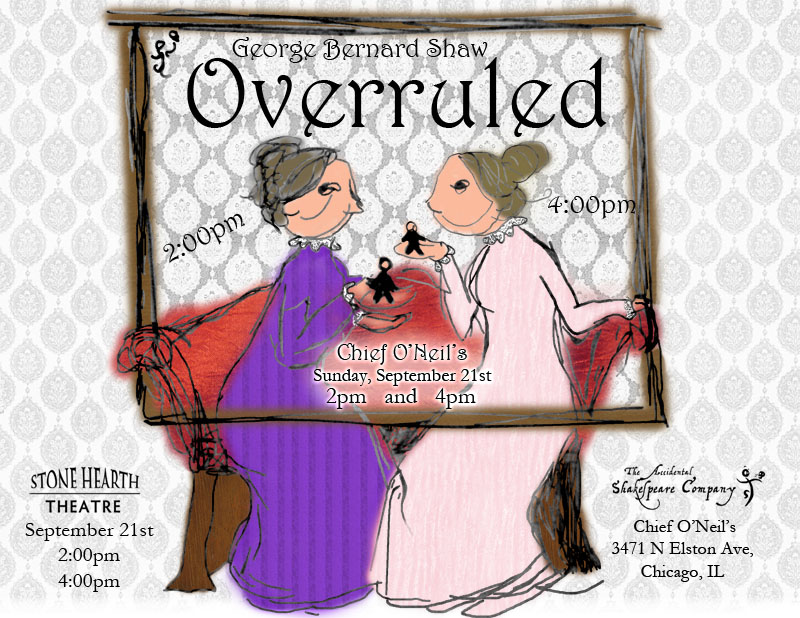 George Bernard Shaw
Overruled
2:00pm
4:00pm
Chief O'Neil's
Sunday, September 21st
2pm and 4pm
STONE HEARTH
THEATRE
September 21st
2:00pm
4:00pm
The Accidental
Shakespeare Company
Chief O'Neil's
3471 N Elston Ave,
Chicago, IL